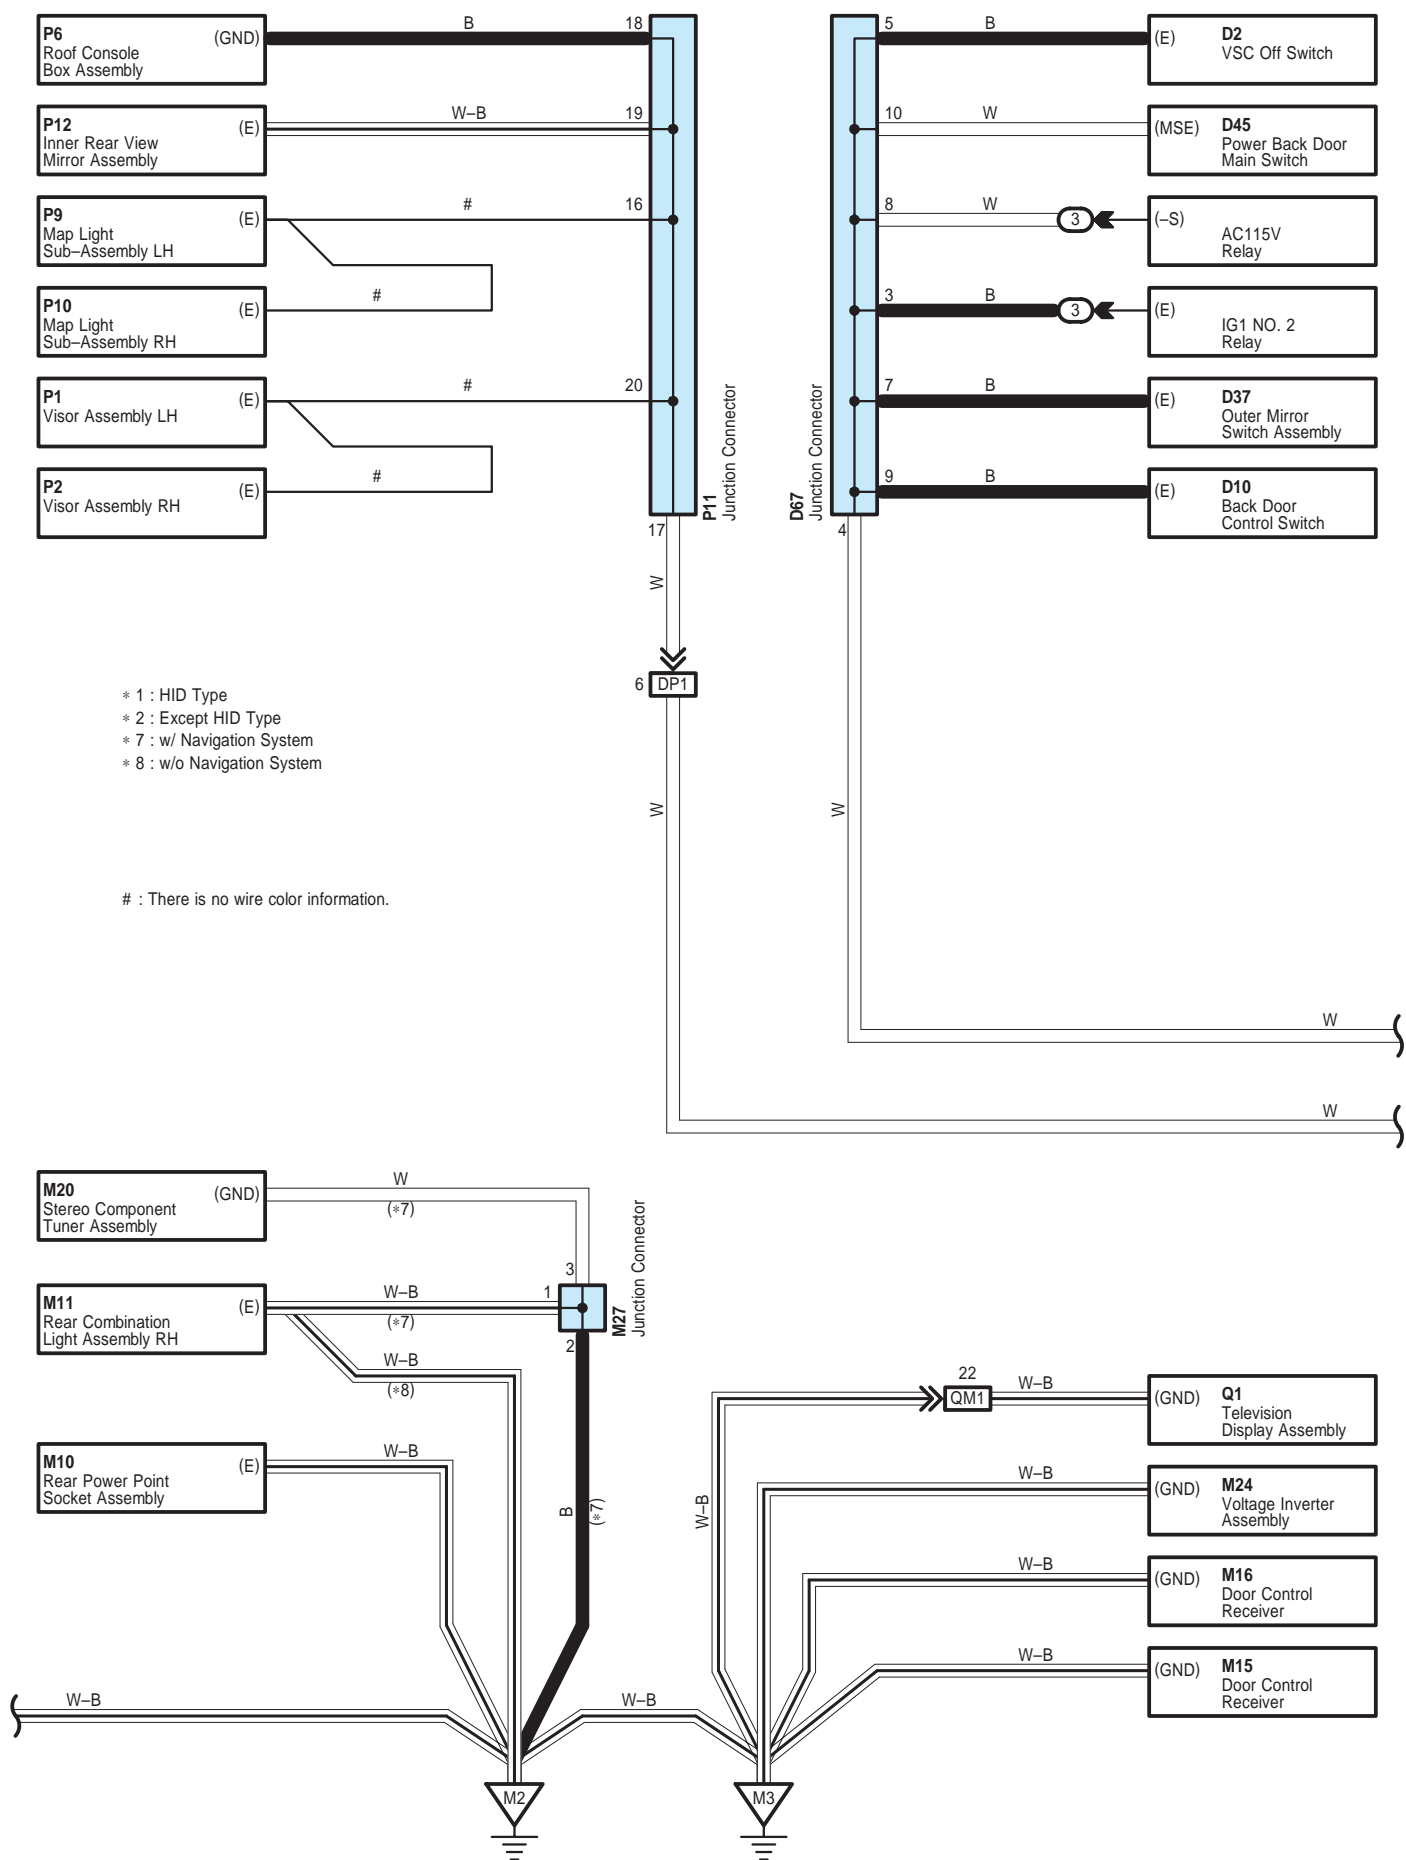 P6 (GND)
Roof Console
Box Assembly
B 18
P12 (E)
Inner Rear View
Mirror Assembly
W–B 19
P9 (E)
Map Light
Sub–Assembly LH
# 16
P10 (E)
Map Light
Sub–Assembly RH
#
P1 (E)
Visor Assembly LH
# 20
P2 (E)
Visor Assembly RH
#
P11
Junction Connector
17
W
6 DP1
W
D67
Junction Connector
5 B (E) D2
VSC Off Switch
10 W (MSE) D45
Power Back Door
Main Switch
8 W 3 (–S)
AC115V
Relay
3 B 3 (E)
IG1 NO. 2
Relay
7 B (E) D37
Outer Mirror
Switch Assembly
9 B (E) D10
Back Door
Control Switch
4
W
∗ 1 : HID Type
∗ 2 : Except HID Type
∗ 7 : w/ Navigation System
∗ 8 : w/o Navigation System
# : There is no wire color information.
W
W
M20 (GND)
Stereo Component
Tuner Assembly
W
(∗7)
M11 (E)
Rear Combination
Light Assembly RH
W–B
(∗7)
W–B
(∗8)
3
1
2
M27
Junction Connector
M10 (E)
Rear Power Point
Socket Assembly
W–B
B
(∗7)
W–B
22
QM1
W–B
(GND) Q1
Television
Display Assembly
W–B
(GND) M24
Voltage Inverter
Assembly
W–B
(GND) M16
Door Control
Receiver
W–B
(GND) M15
Door Control
Receiver
W–B
W–B
M2
M3